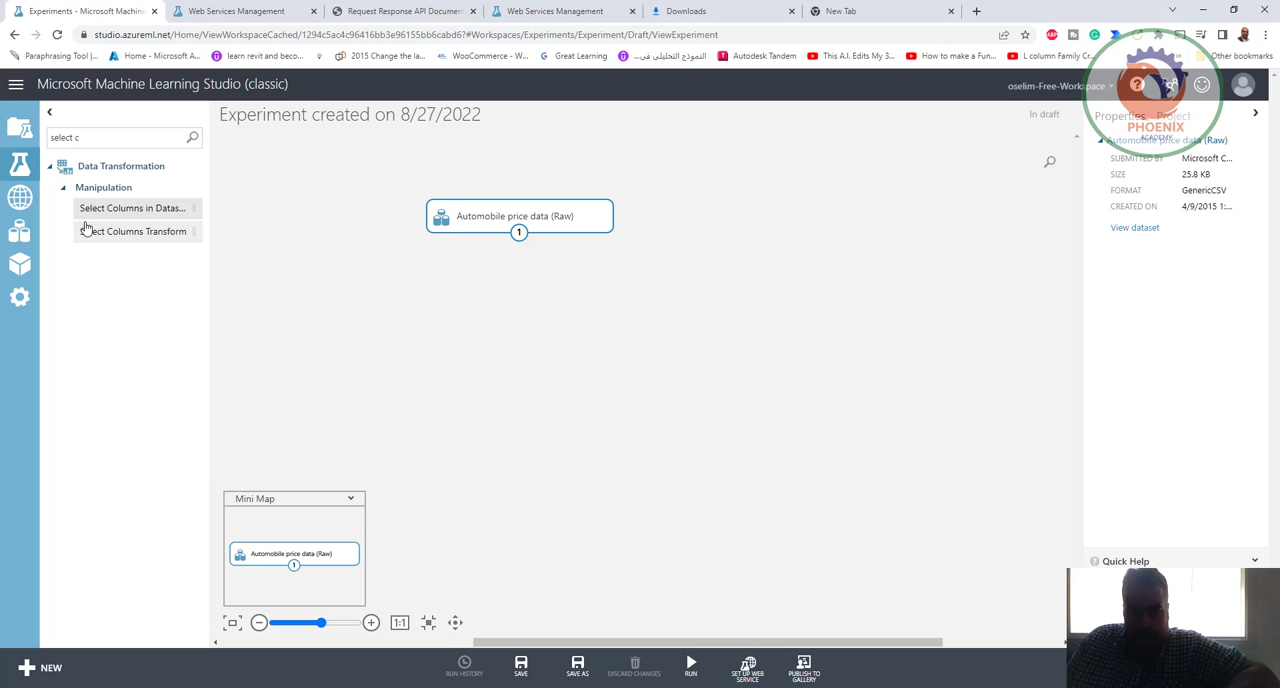 Experiments - Microsoft Machine
Web Services Management
Request Response API Documen
Web Services Management
Downloads
New Tab
studio.azureml.net/Home/ViewWorkspaceCached/1294c5ac4c96416bb3e96155bb6cabd6?#Workspaces/Experiments/Experiment/Draft/ViewExperiment
Paraphrasing Tool |...
Home - Microsoft A...
learn revit and beco...
2015 Change the la...
WooCommerce - W...
Great Learning
النموذج التحليلى فى...
Autodesk Tandem
This A.I. Edits My 3...
How to make a Fun...
L column Family Cr...
Other bookmarks
Microsoft Machine Learning Studio (classic)
oselim-Free-Workspace
select c
Data Transformation
Manipulation
Select Columns in Datas...
Select Columns Transform
Experiment created on 8/27/2022
In draft
Automobile price data (Raw)
1
Mini Map
Automobile price data (Raw)
1
1:1
Properties Project
PHOENIX
ACADEMY
Automobile price data (Raw)
SUBMITTED BY Microsoft C...
SIZE 25.8 KB
FORMAT GenericCSV
CREATED ON 4/9/2015 1:...
View dataset
Quick Help
NEW
RUN HISTORY
SAVE
SAVE AS
DISCARD CHANGES
RUN
SET UP WEB
SERVICE
PUBLISH TO
GALLERY